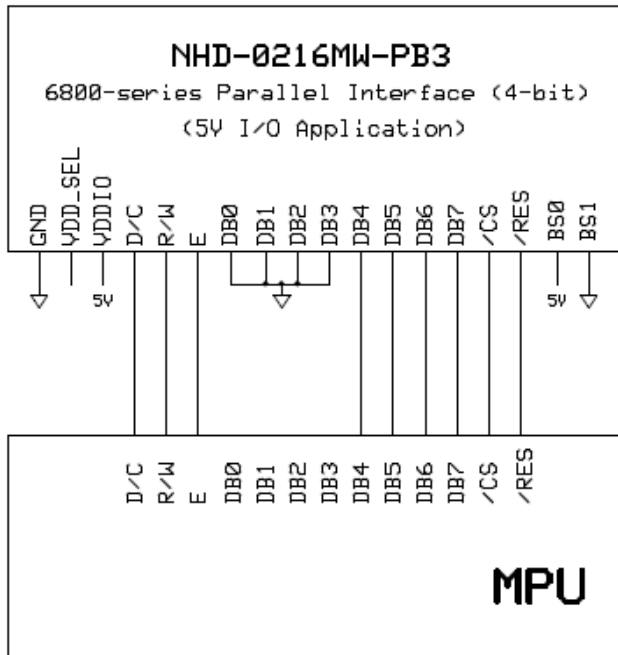 NHD-0216MW-PB3
6800-series Parallel Interface (4-bit)
(5V I/O Application)
GND VDD_SEL VDDIO D/C R/W E DB0 DB1 DB2 DB3 DB4 DB5 DB6 DB7 /CS /RES BS0 BS1
5V 5V
D/C R/W E DB0 DB1 DB2 DB3 DB4 DB5 DB6 DB7 /CS /RES
MPU